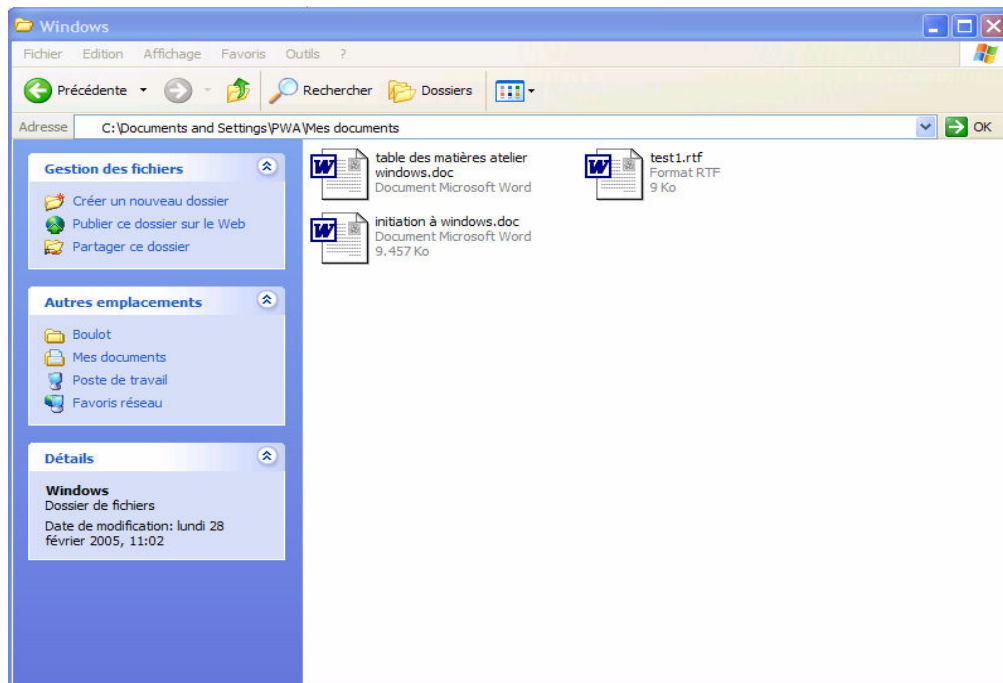 Windows
Fichier Edition Affichage Favoris Outils ?
Précédente Rechercher Dossiers
Adresse C:\Documents and Settings\PWA\Mes documents OK
Gestion des fichiers
Créer un nouveau dossier
Publier ce dossier sur le Web
Partager ce dossier
Autres emplacements
Boulot
Mes documents
Poste de travail
Favoris réseau
Détails
Windows
Dossier de fichiers
Date de modification: lundi 28
février 2005, 11:02
table des matières atelier
windows.doc
Document Microsoft Word
test1.rtf
Format RTF
9 Ko
initiation à windows.doc
Document Microsoft Word
9.457 Ko